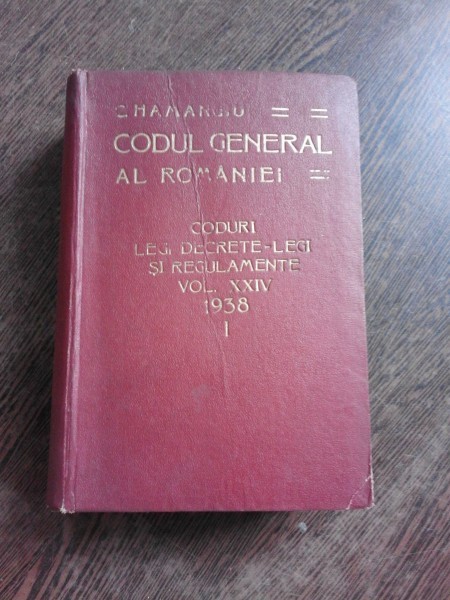 C HAMANGIU = =
CODUL GENERAL
AL ROMÂNIEI =
CODURI
LEGI DECRETE-LEGI
ȘI REGULAMENTE
VOL. XXIV
1938
I